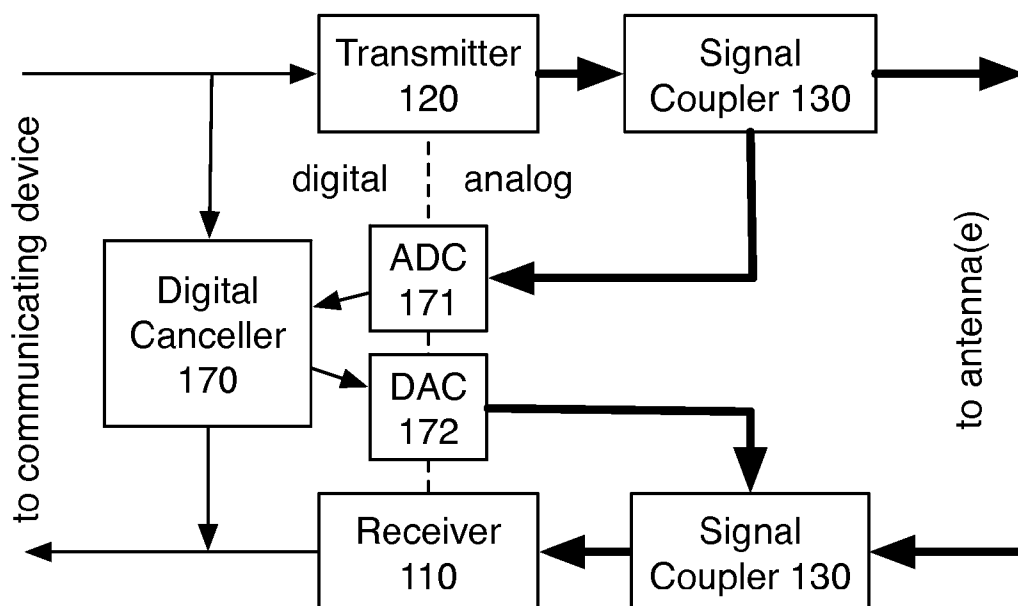 Transmitter
120
Signal
Coupler 130
digital
analog
to communicating device
Digital
Canceller
170
ADC
171
DAC
172
to antenna(e)
Receiver
110
Signal
Coupler 130